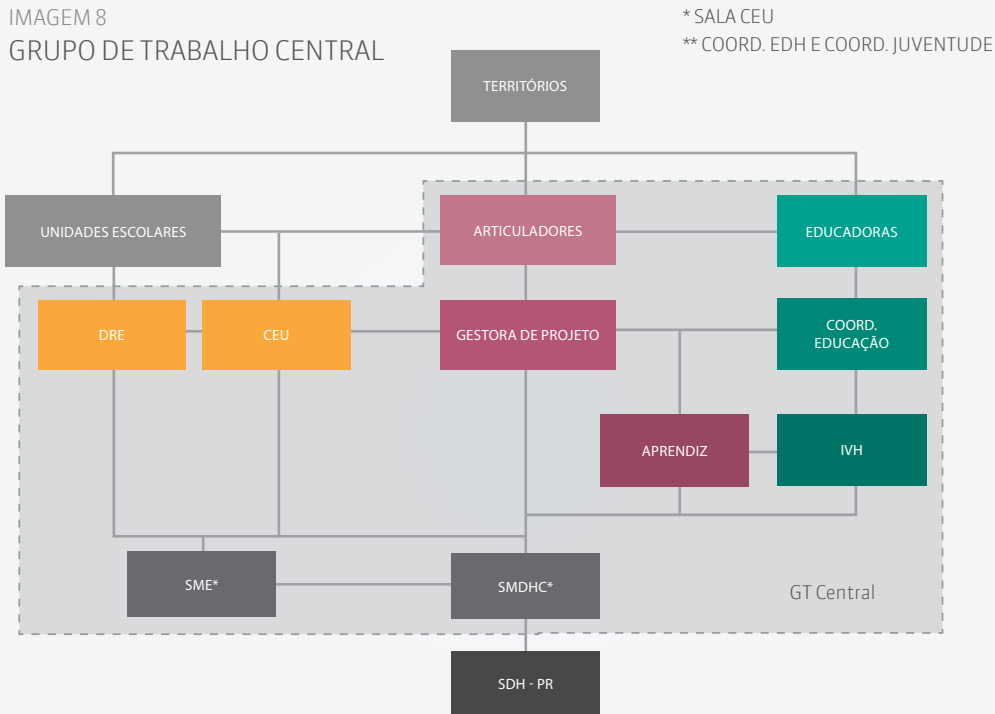 IMAGEM 8
GRUPO DE TRABALHO CENTRAL
* SALA CEU
** COORD. EDH E COORD. JUVENTUDE
TERRITÓRIOS
UNIDADES ESCOLARES
ARTICULADORES
EDUCADORAS
DRE
CEU
GESTORA DE PROJETO
COORD.
EDUCAÇÃO
APRENDIZ
IVH
SME*
SMDHC*
GT Central
SDH - PR